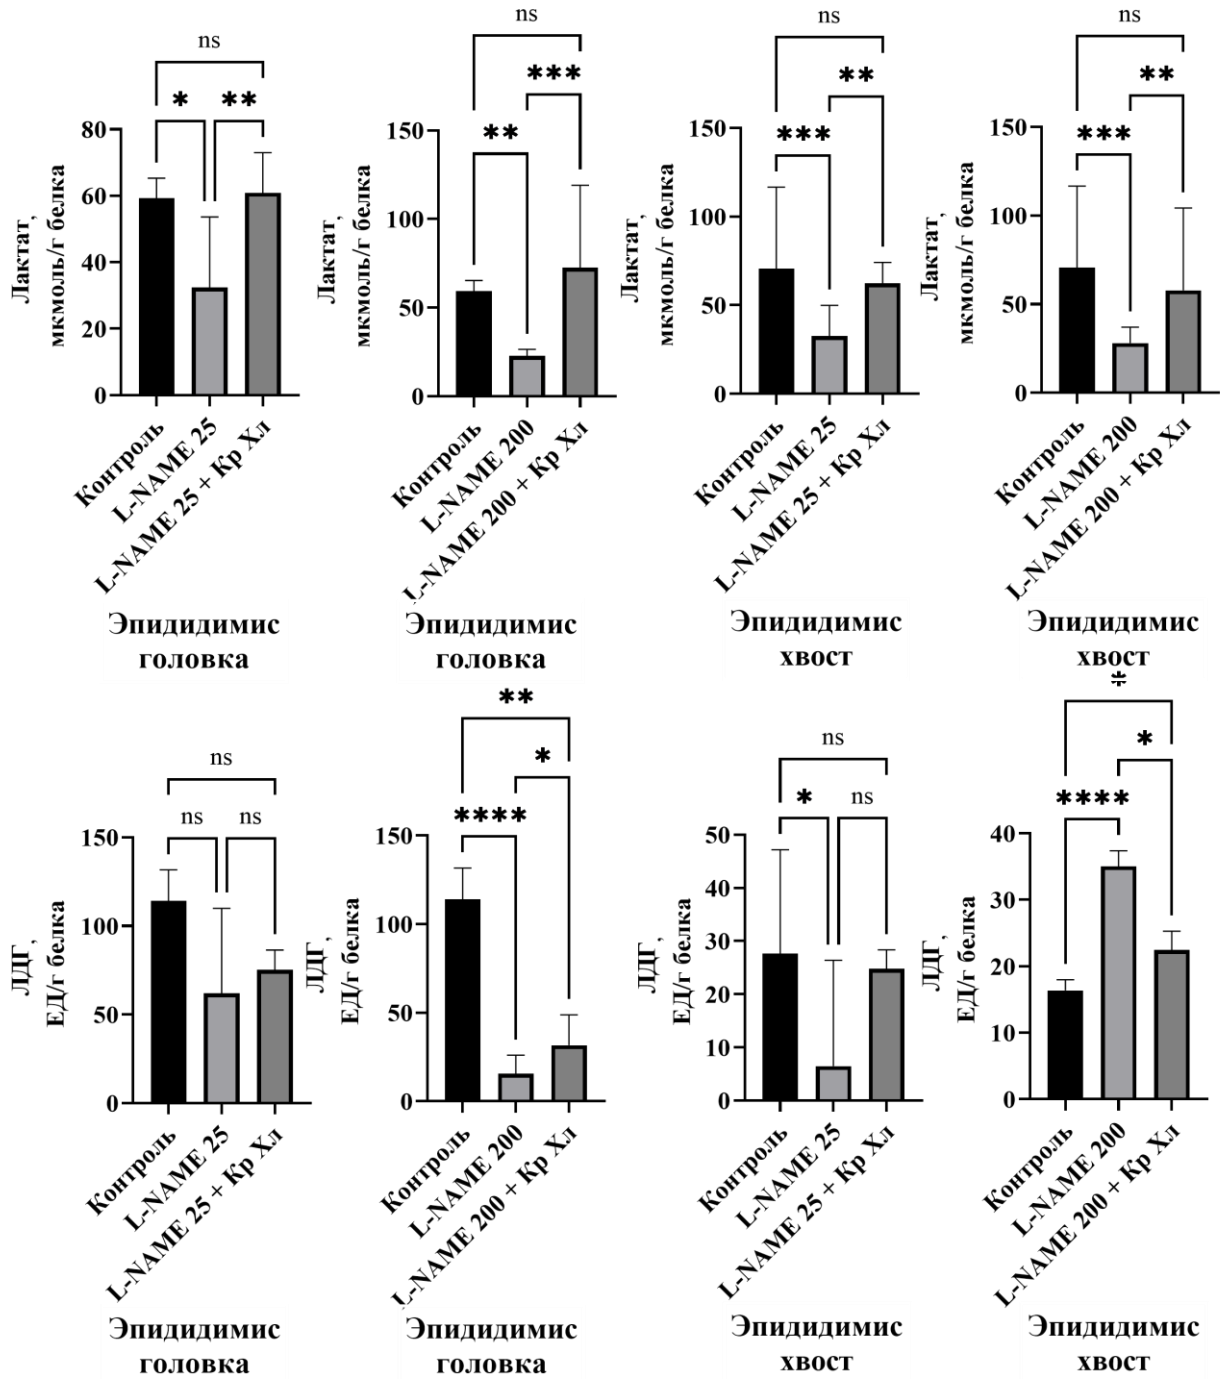 ns
* **
80
60
40
20
0
Лактат,
мкмоль/г белка
Контроль
L-NAME 25
L-NAME 25 + Кр Хл
Эпидидимис
головка
ns
***
**
150
100
50
0
Лактат,
мкмоль/г белка
Контроль
L-NAME 200
L-NAME 200 + Кр Хл
Эпидидимис
головка
ns
**
***
150
100
50
0
Лактат,
мкмоль/г белка
Контроль
L-NAME 25
L-NAME 25 + Кр Хл
Эпидидимис
хвост
ns
**
***
150
100
50
0
Лактат,
мкмоль/г белка
Контроль
L-NAME 200
L-NAME 200 + Кр Хл
Эпидидимис
хвост
ns
ns ns
150
100
50
0
ЛДГ,
ЕД/г белка
Контроль
L-NAME 25
L-NAME 25 + Кр Хл
Эпидидимис
головка
**
*
****
150
100
50
0
ЛДГ,
ЕД/г белка
Контроль
L-NAME 200
L-NAME 200 + Кр Хл
Эпидидимис
головка
ns
* ns
50
40
30
20
10
0
ЛДГ,
ЕД/г белка
Контроль
L-NAME 25
L-NAME 25 + Кр Хл
Эпидидимис
хвост
*
*
****
40
30
20
10
0
ЛДГ,
ЕД/г белка
Контроль
L-NAME 200
L-NAME 200 + Кр Хл
Эпидидимис
хвост